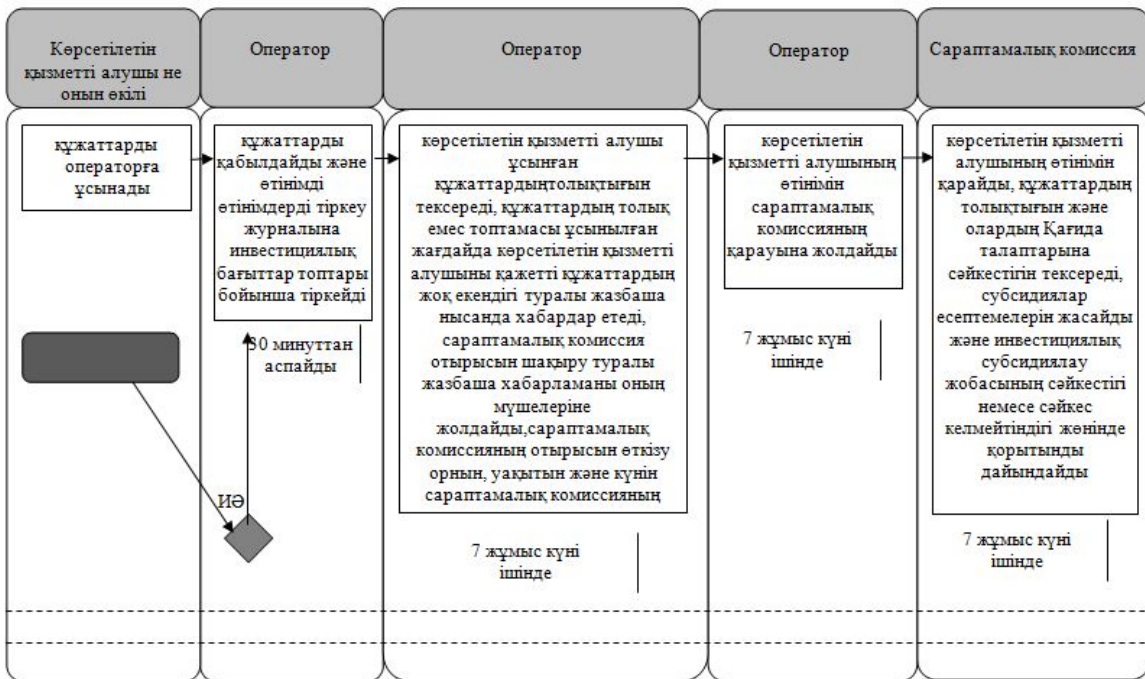 Көрсетілетін
қызметті алушы не
онын өкілі
Оператор
Оператор
Оператор
Сараптамалық комиссия
құжаттарды
операторға
ұсынады
құжаттарды
қабылдайды және
өтінімді
өтінімдерді тіркеу
журналына
инвестициялық
бағыттар топтары
бойынша тіркейді
30 минуттан
аспайды
көрсетілетін қызметті алушы
ұсынған
құжаттардыңтолықтығын
тексереді, құжаттардың толық
емес топтамасы ұсынылған
жағдайда көрсетілетін қызметті
алушыны қажетті құжаттардың
жоқ екендігі туралы жазбаша
нысанда хабардар етеді,
сараптамалық комиссия
отырысын шақыру туралы
жазбаша хабарламаны оның
мүшелеріне
жолдайды,сараптамалық
комиссияның отырысын өткізу
орнын, уақытын және күнін
сараптамалық комиссияның
7 жұмыс күні
ішінде
көрсетілетін
қызметті алушының
өтінімін
сараптамалық
комиссияның
қарауына жолдайды
7 жұмыс күні
ішінде
көрсетілетін қызметті
алушының өтінімін
қарайды, құжаттардың
толықтығын және
олардың Қағида
талаптарына
сәйкестігін тексереді,
субсидиялар
есептемелерін жасайды
және инвестициялық
субсидиялау
жобасының сәйкестігі
немесе сәйкес
келмейтіндігі жөнінде
қорытынды
дайындайды
7 жұмыс күні
ішінде
ИӘ